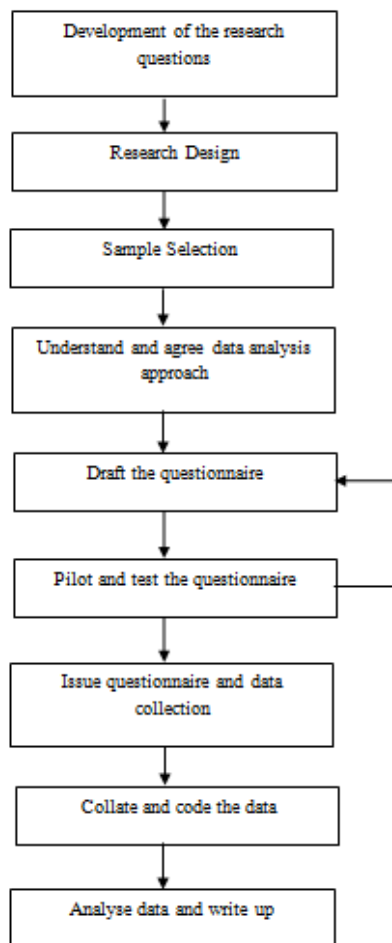 Development of the research
questions
Research Design
Sample Selection
Understand and agree data analysis
approach
Draft the questionnaire
Pilot and test the questionnaire
Issue questionnaire and data
collection
Collate and code the data
Analyse data and write up